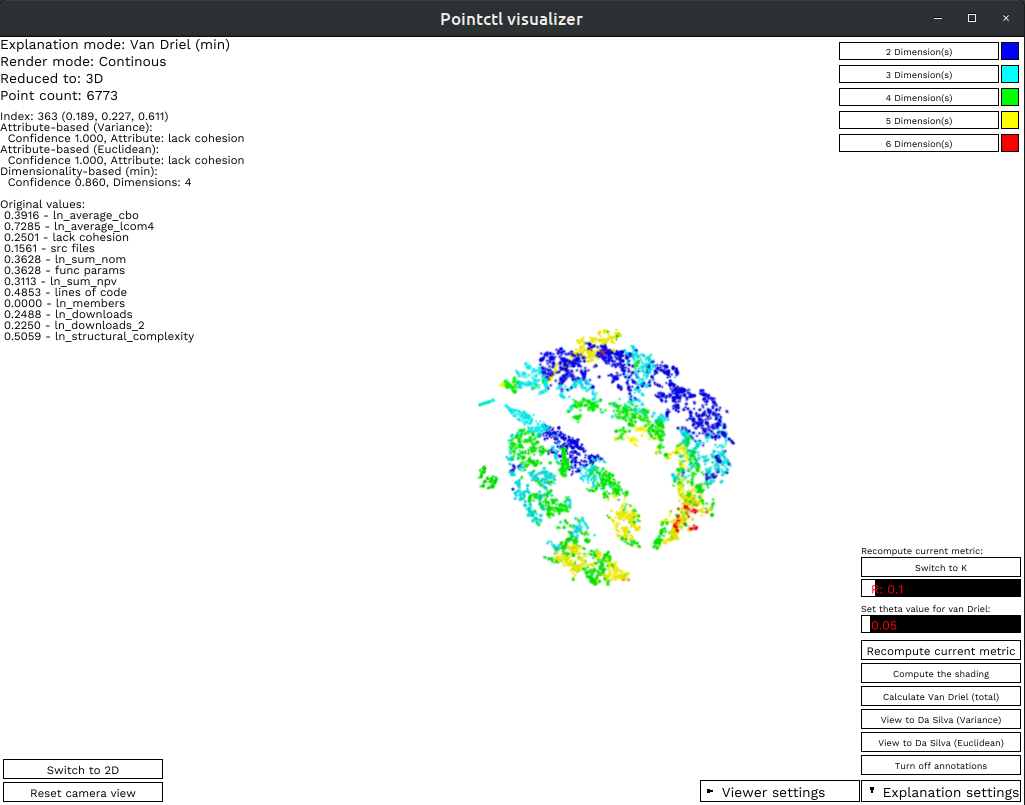 Pointctl visualizer
Explanation mode: Van Driel (min)
Render mode: Continous
Reduced to: 3D
Point count: 6773
Index: 363 (0.189, 0.227, 0.611)
Attribute-based (Variance):
Confidence 1.000, Attribute: lack cohesion
Attribute-based (Euclidean):
Confidence 1.000, Attribute: lack cohesion
Dimensionality-based (min):
Confidence 0.860, Dimensions: 4
Original values:
0.3916 - ln_average_cbo
0.7285 - ln_average_lcom4
0.2501 - lack cohesion
0.1561 - src files
0.3628 - ln_sum_nom
0.3628 - func params
0.3113 - ln_sum_npv
0.4853 - lines of code
0.0000 - ln_members
0.2488 - ln_downloads
0.2250 - ln_downloads_2
0.5059 - ln_structural_complexity
2 Dimension(s)
3 Dimension(s)
4 Dimension(s)
5 Dimension(s)
6 Dimension(s)
Recompute current metric:
Switch to K
R: 0.1
Set theta value for van Driel:
0.05
Recompute current metric
Compute the shading
Calculate Van Driel (total)
View to Da Silva (Variance)
View to Da Silva (Euclidean)
Turn off annotations
Switch to 2D
Reset camera view
Viewer settings
Explanation settings